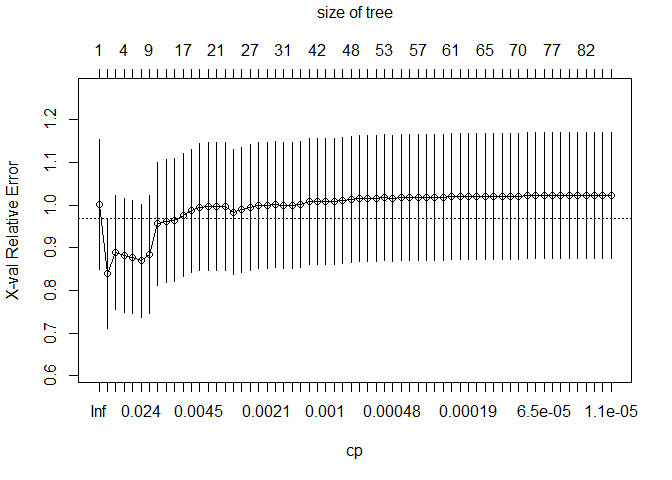 size of tree
1 4 9 17 21 27 31 42 48 53 57 61 65 70 77 82
X-val Relative Error
1.2
1.1
1.0
0.9
0.8
0.7
0.6
Inf 0.024 0.0045 0.0021 0.001 0.00048 0.00019 6.5e-05 1.1e-05
cp